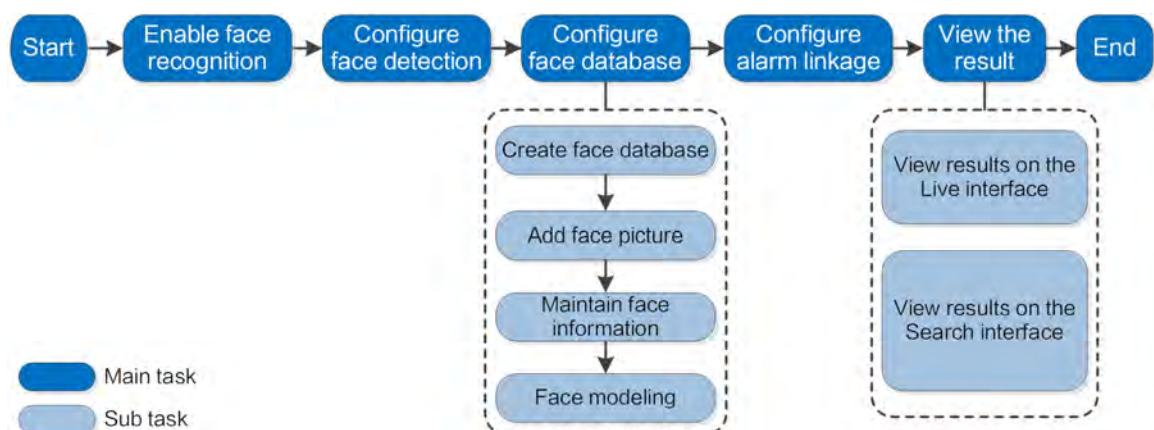 Start
Enable face
recognition
Configure
face detection
Configure
face database
Configure
alarm linkage
View the
result
End
Create face database
Add face picture
Maintain face
information
Face modeling
View results on the
Live interface
View results on the
Search interface
Main task
Sub task